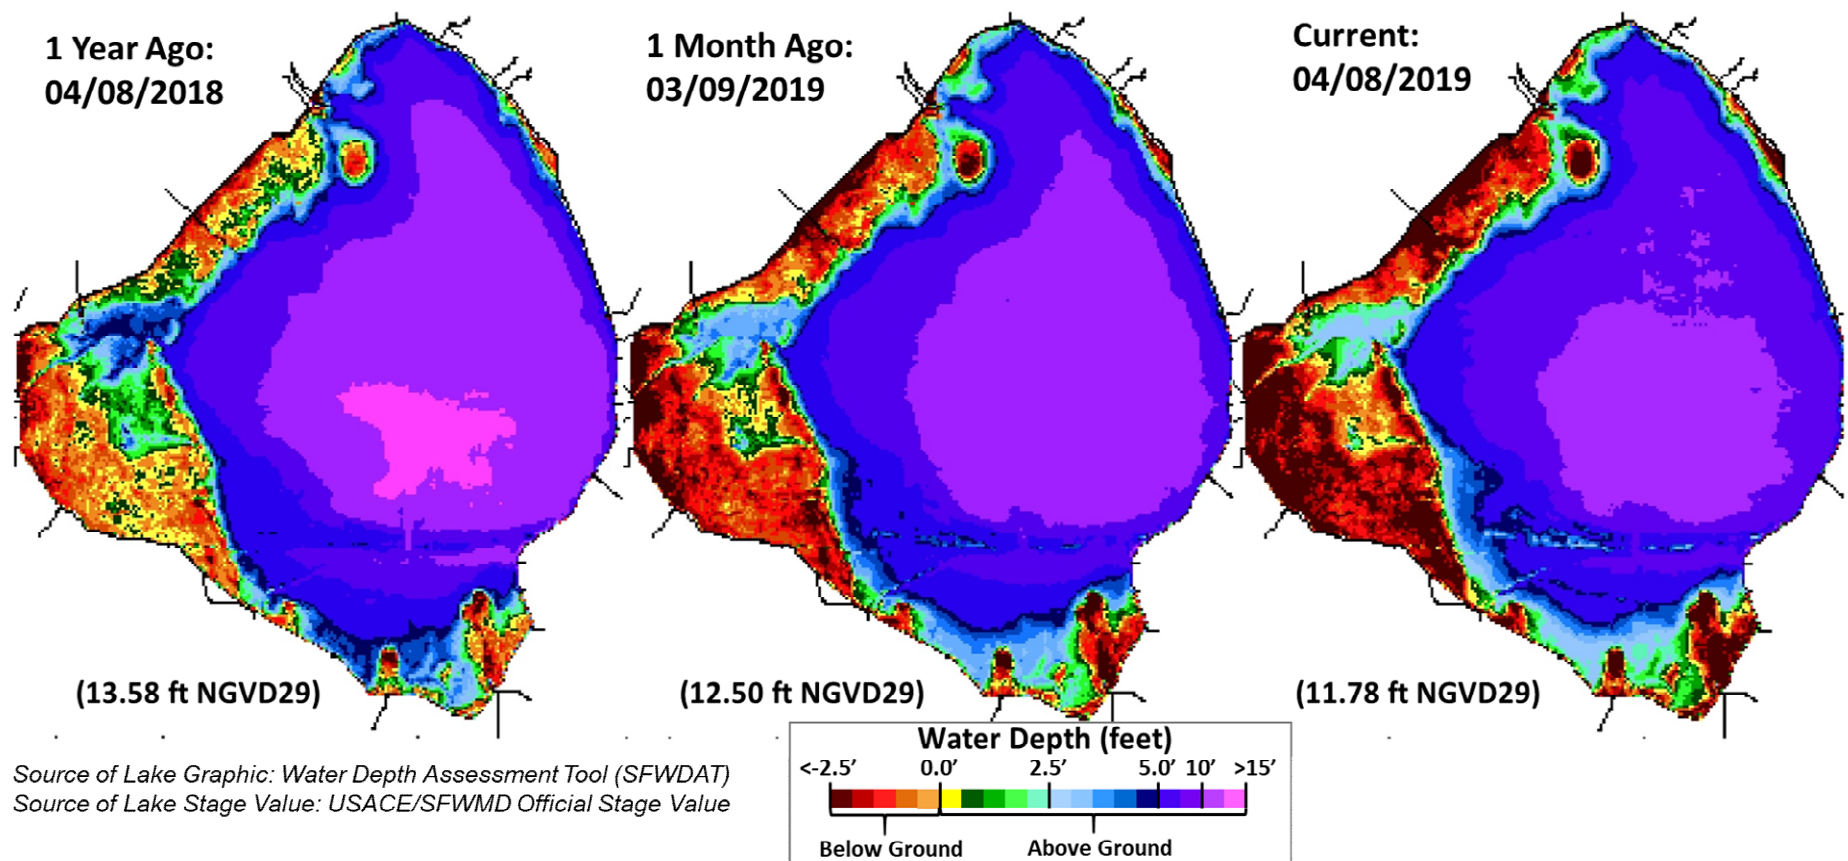 1 Year Ago:
04/08/2018
1 Month Ago:
03/09/2019
Current:
04/08/2019
(13.58 ft NGVD29)
(12.50 ft NGVD29)
(11.78 ft NGVD29)
Water Depth (feet)
<-2.5' 0.0' 2.5' 5.0' 10' >15'
Below Ground Above Ground
Source of Lake Graphic: Water Depth Assessment Tool (SFWDAT)
Source of Lake Stage Value: USACE/SFWMD Official Stage Value